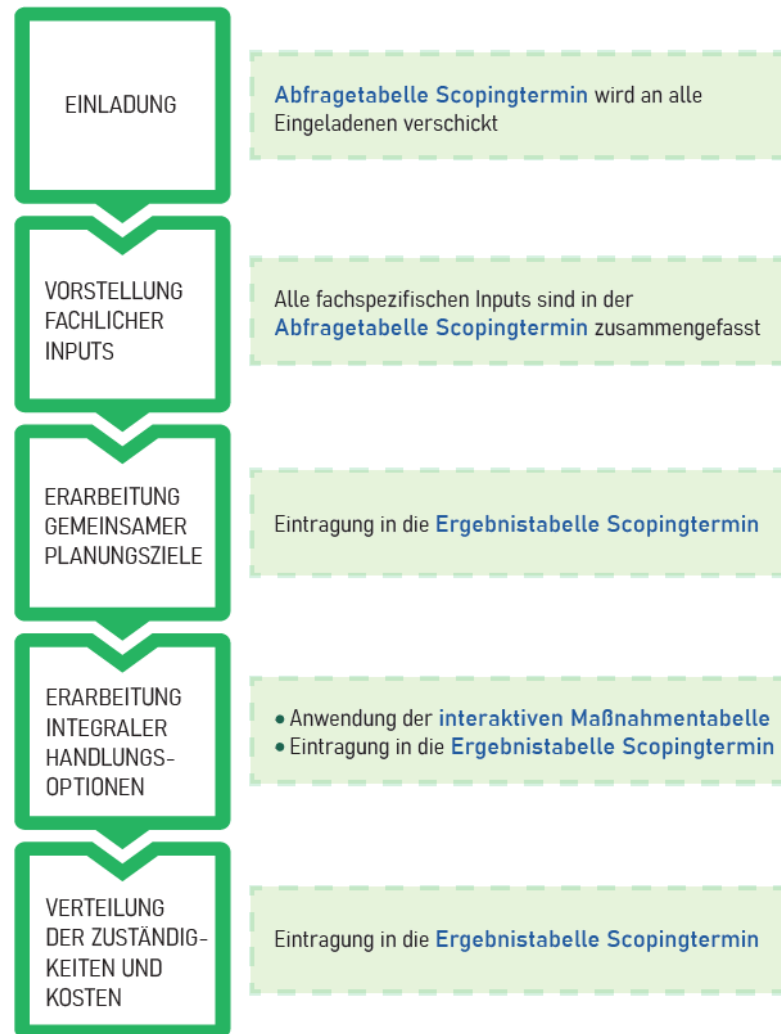 EINLADUNG
Abfragetabelle Scopingtermin wird an alle
Eingeladenen verschickt
VORSTELLUNG
FACHLICHER
INPUTS
Alle fachspezifischen Inputs sind in der
Abfragetabelle Scopingtermin zusammengefasst
ERARBEITUNG
GEMEINSAMER
PLANUNGSZIELE
Eintragung in die Ergebnistabelle Scopingtermin
ERARBEITUNG
INTEGRALER
HANDLUNGS-
OPTIONEN
• Anwendung der interaktiven Maßnahmentabelle
• Eintragung in die Ergebnistabelle Scopingtermin
VERTEILUNG
DER ZUSTÄNDIG-
KEITEN UND
KOSTEN
Eintragung in die Ergebnistabelle Scopingtermin